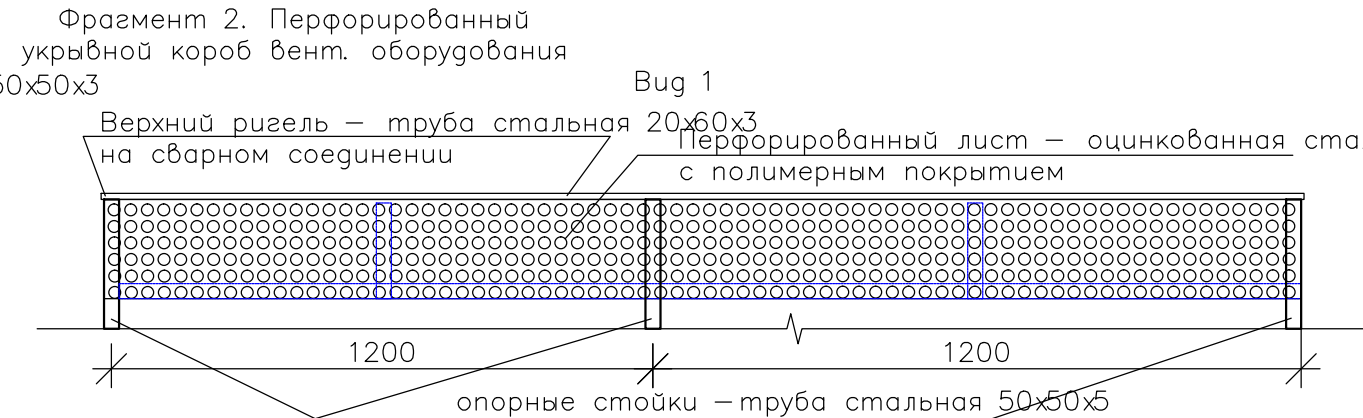 Фрагмент 2. Перфорированный
укрывной короб вент. оборудования
50х50х3
Вид 1
Верхний ригель – труба стальная 20х60х3
на сварном соединении
Перфорированный лист – оцинкованная
с полимерным покрытием
1200
1200
опорные стойки –труба стальная 50х50х5